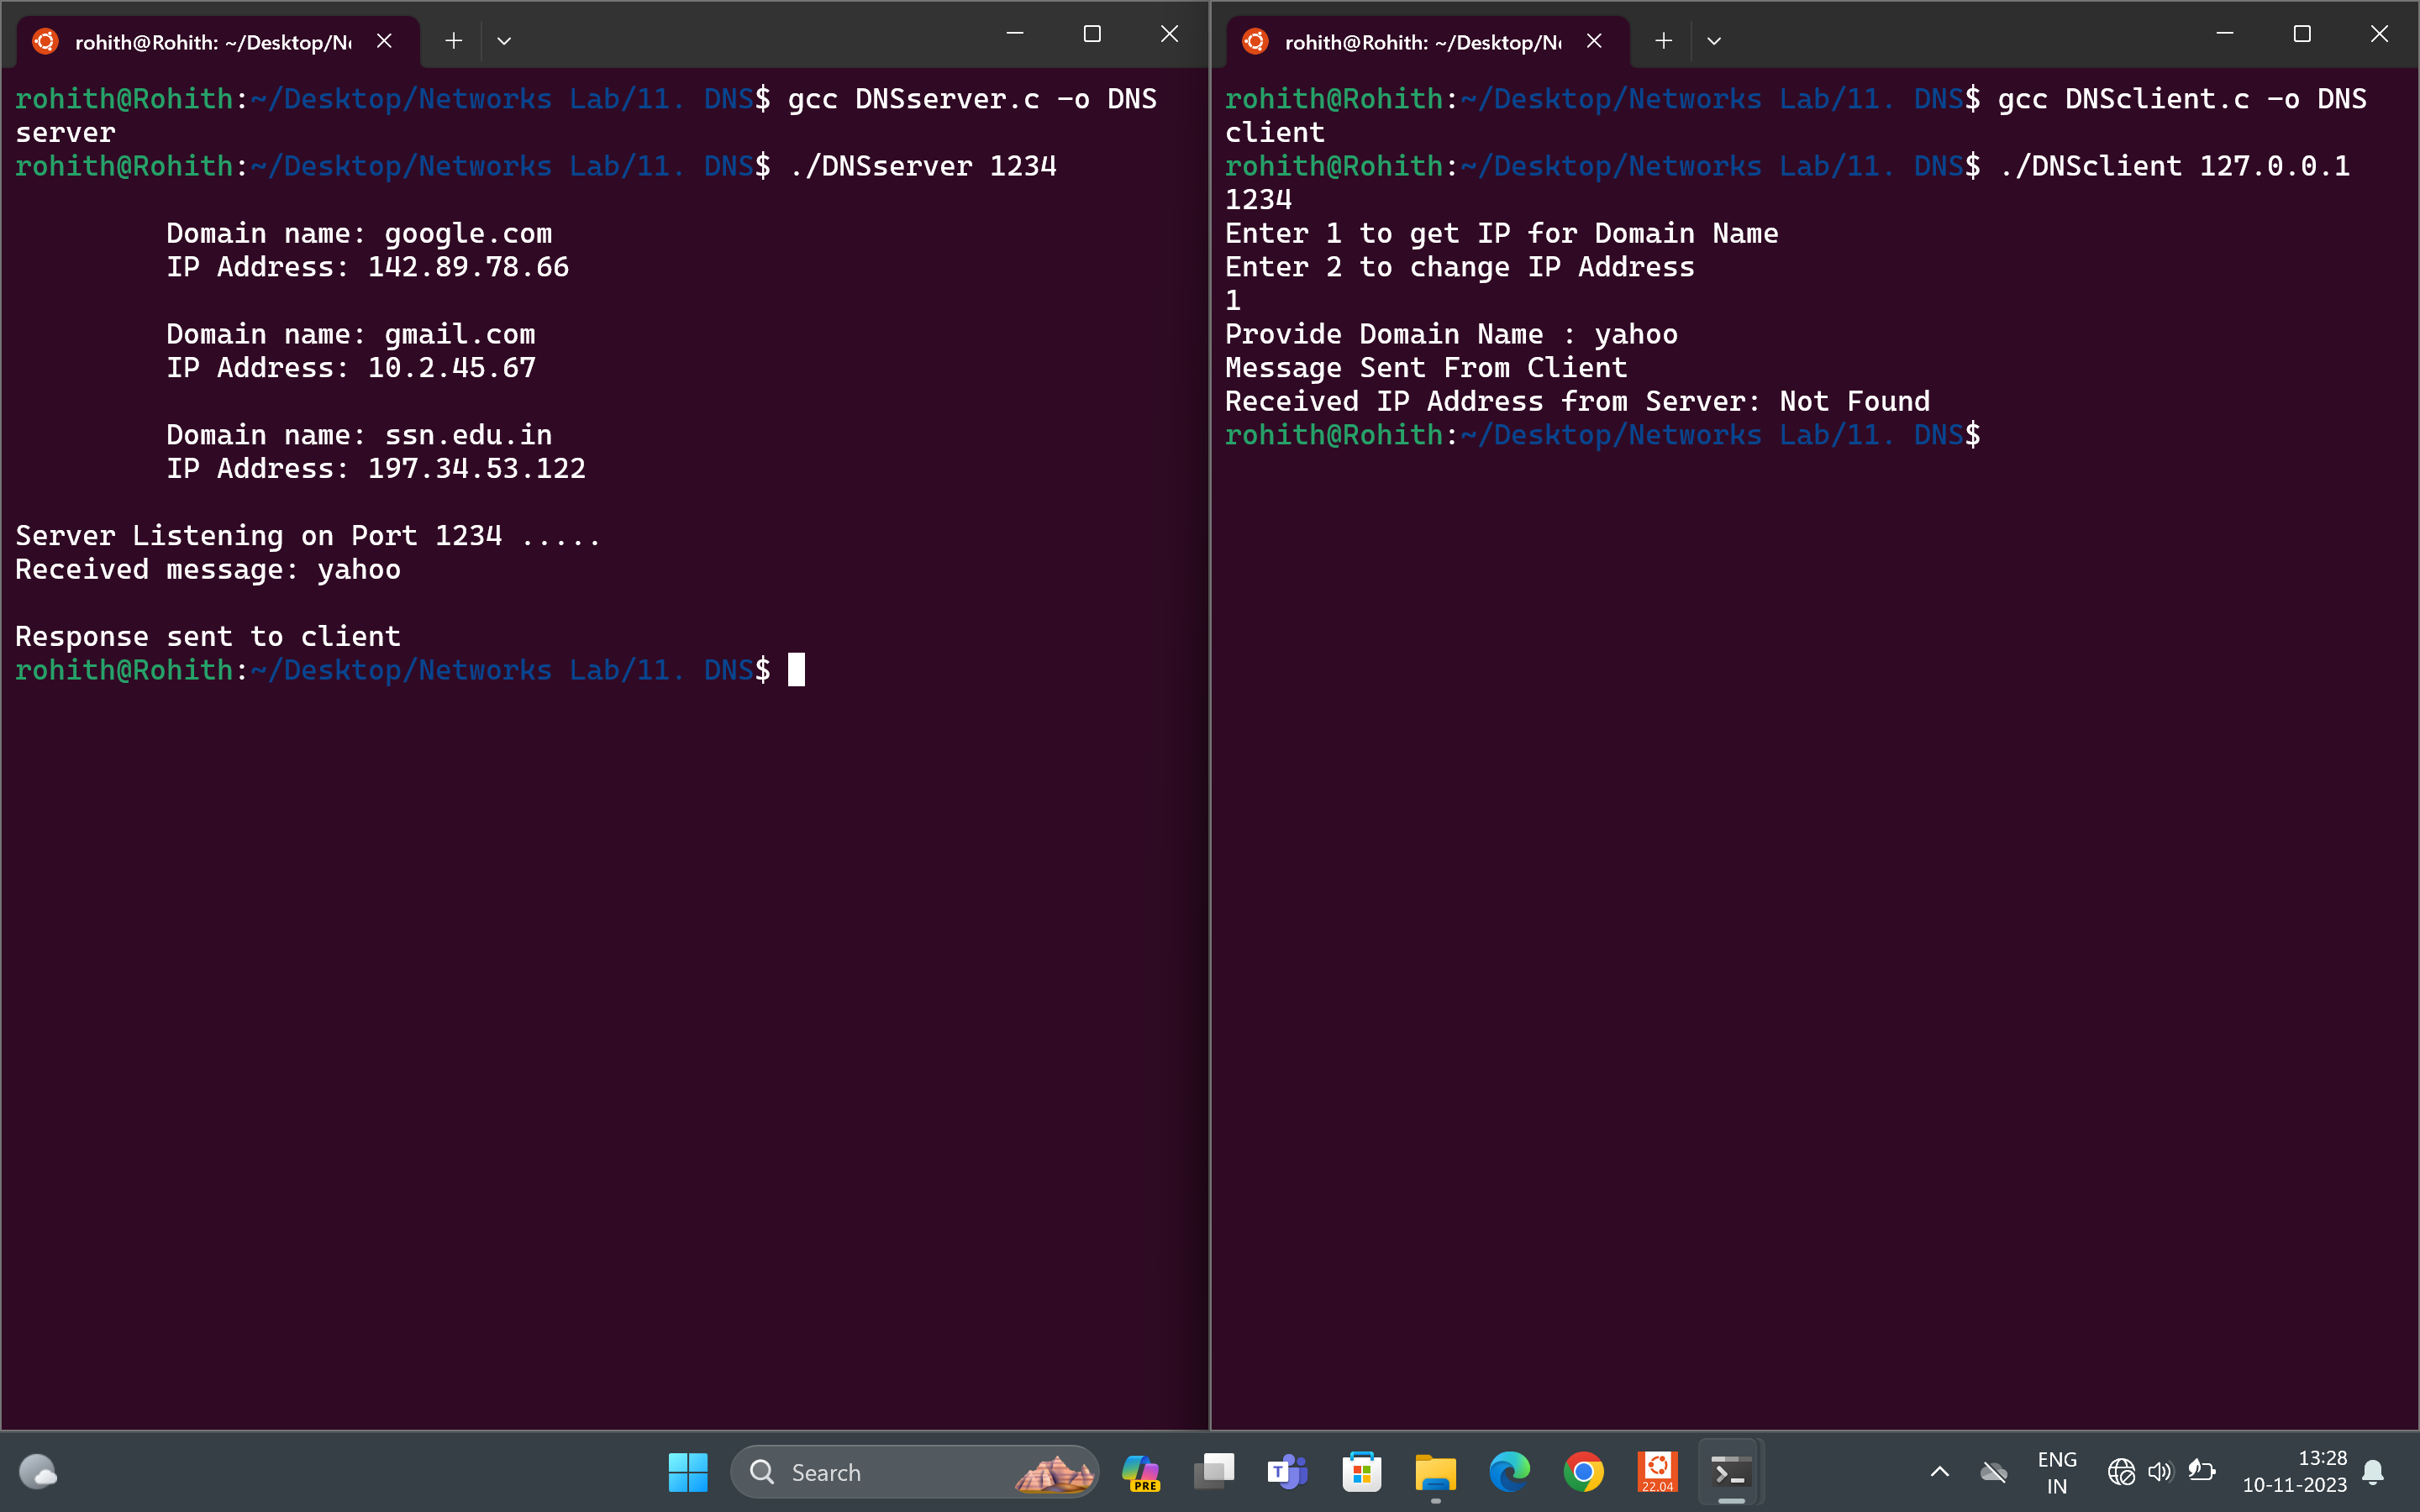 rohith@Rohith: ~/Desktop/Ne
rohith@Rohith:~/Desktop/Networks Lab/11. DNS$ gcc DNSserver.c -o DNS
server
rohith@Rohith:~/Desktop/Networks Lab/11. DNS$ ./DNSserver 1234
Domain name: google.com
IP Address: 142.89.78.66
Domain name: gmail.com
IP Address: 10.2.45.67
Domain name: ssn.edu.in
IP Address: 197.34.53.122
Server Listening on Port 1234 .....
Received message: yahoo
Response sent to client
rohith@Rohith:~/Desktop/Networks Lab/11. DNS$
rohith@Rohith: ~/Desktop/Ne
rohith@Rohith:~/Desktop/Networks Lab/11. DNS$ gcc DNSclient.c -o DNS
client
rohith@Rohith:~/Desktop/Networks Lab/11. DNS$ ./DNSclient 127.0.0.1
1234
Enter 1 to get IP for Domain Name
Enter 2 to change IP Address
1
Provide Domain Name : yahoo
Message Sent From Client
Received IP Address from Server: Not Found
rohith@Rohith:~/Desktop/Networks Lab/11. DNS$
Search
PRE
T
22.04
ENG
IN
13:28
10-11-2023